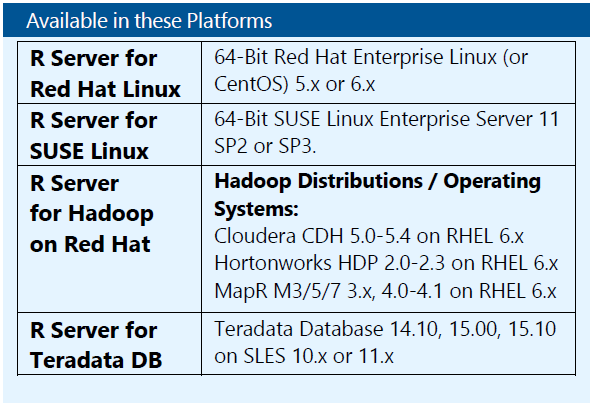 Available in these Platforms
R Server for
Red Hat Linux
64-Bit Red Hat Enterprise Linux (or
CentOS) 5.x or 6.x
R Server for
SUSE Linux
64-Bit SUSE Linux Enterprise Server 11
SP2 or SP3.
R Server
for Hadoop
on Red Hat
Hadoop Distributions / Operating
Systems:
Cloudera CDH 5.0-5.4 on RHEL 6.x
Hortonworks HDP 2.0-2.3 on RHEL 6.x
MapR M3/5/7 3.x, 4.0-4.1 on RHEL 6.x
R Server for
Teradata DB
Teradata Database 14.10, 15.00, 15.10
on SLES 10.x or 11.x